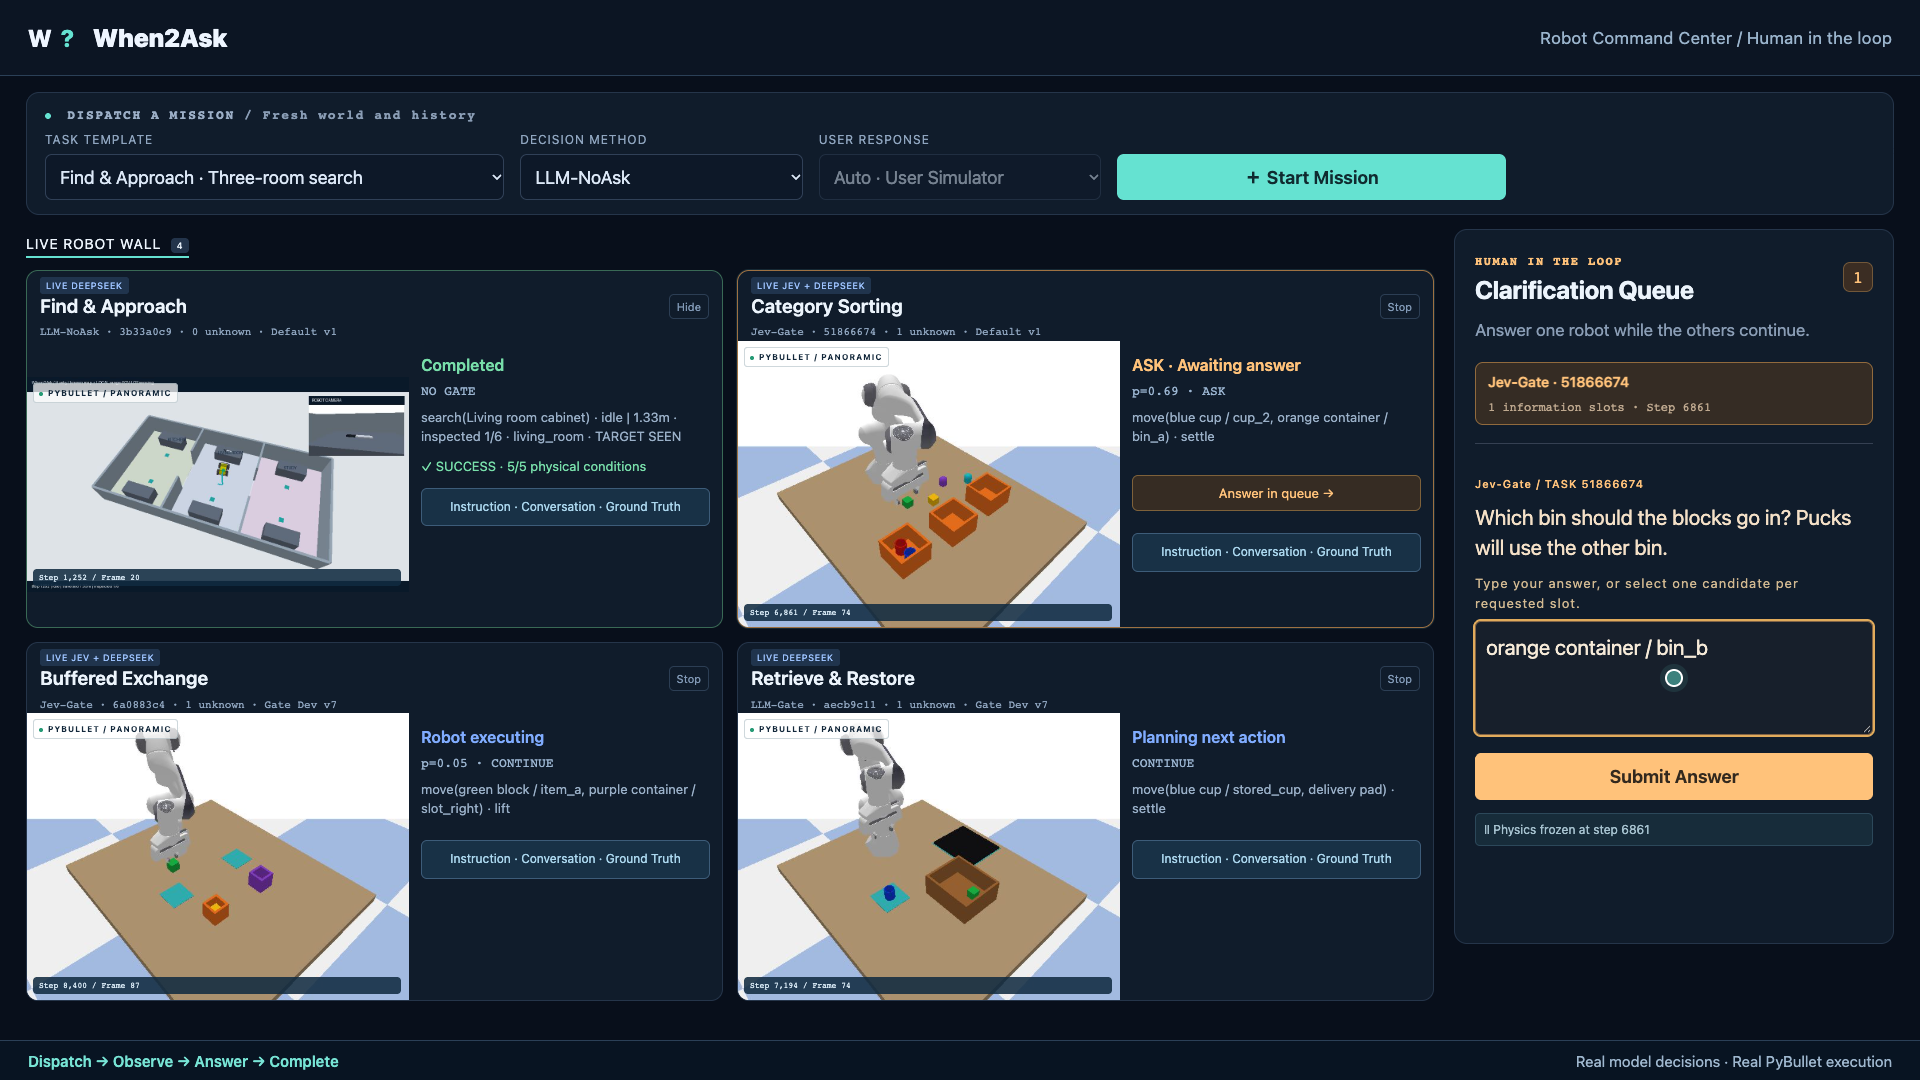 W ? When2Ask
Robot Command Center / Human in the loop
DISPATCH A MISSION / Fresh world and history
TASK TEMPLATE
DECISION METHOD
USER RESPONSE
Find & Approach · Three-room search
LLM-NoAsk
Auto · User Simulator
+ Start Mission
LIVE ROBOT WALL 4
LIVE DEEPSEEK
Find & Approach
Hide
LLM-NoAsk · 3b33a0c9 · 0 unknown · Default v1
PYBULLET / PANORAMIC
ROBOT CAMERA
Step 1,252 / Frame 20
Completed
NO GATE
search(Living room cabinet) · idle | 1.33m ·
inspected 1/6 · living_room · TARGET SEEN
✓ SUCCESS · 5/5 physical conditions
Instruction · Conversation · Ground Truth
LIVE JEV + DEEPSEEK
Category Sorting
Stop
Jev-Gate · 51866674 · 1 unknown · Default v1
PYBULLET / PANORAMIC
Step 6,861 / Frame 74
ASK · Awaiting answer
p=0.69 · ASK
move(blue cup / cup_2, orange container /
bin_a) · settle
Answer in queue →
Instruction · Conversation · Ground Truth
LIVE JEV + DEEPSEEK
Buffered Exchange
Stop
Jev-Gate · 6a0883c4 · 1 unknown · Gate Dev v7
PYBULLET / PANORAMIC
Step 8,400 / Frame 87
Robot executing
p=0.05 · CONTINUE
move(green block / item_a, purple container /
slot_right) · lift
Instruction · Conversation · Ground Truth
LIVE DEEPSEEK
Retrieve & Restore
Stop
LLM-Gate · aecb9c11 · 1 unknown · Gate Dev v7
PYBULLET / PANORAMIC
Step 7,194 / Frame 74
Planning next action
CONTINUE
move(blue cup / stored_cup, delivery pad) ·
settle
Instruction · Conversation · Ground Truth
HUMAN IN THE LOOP
Clarification Queue
1
Answer one robot while the others continue.
Jev-Gate · 51866674
1 information slots · Step 6861
Jev-Gate / TASK 51866674
Which bin should the blocks go in? Pucks
will use the other bin.
Type your answer, or select one candidate per
requested slot.
orange container / bin_b
Submit Answer
Physics frozen at step 6861
Dispatch → Observe → Answer → Complete
Real model decisions · Real PyBullet execution